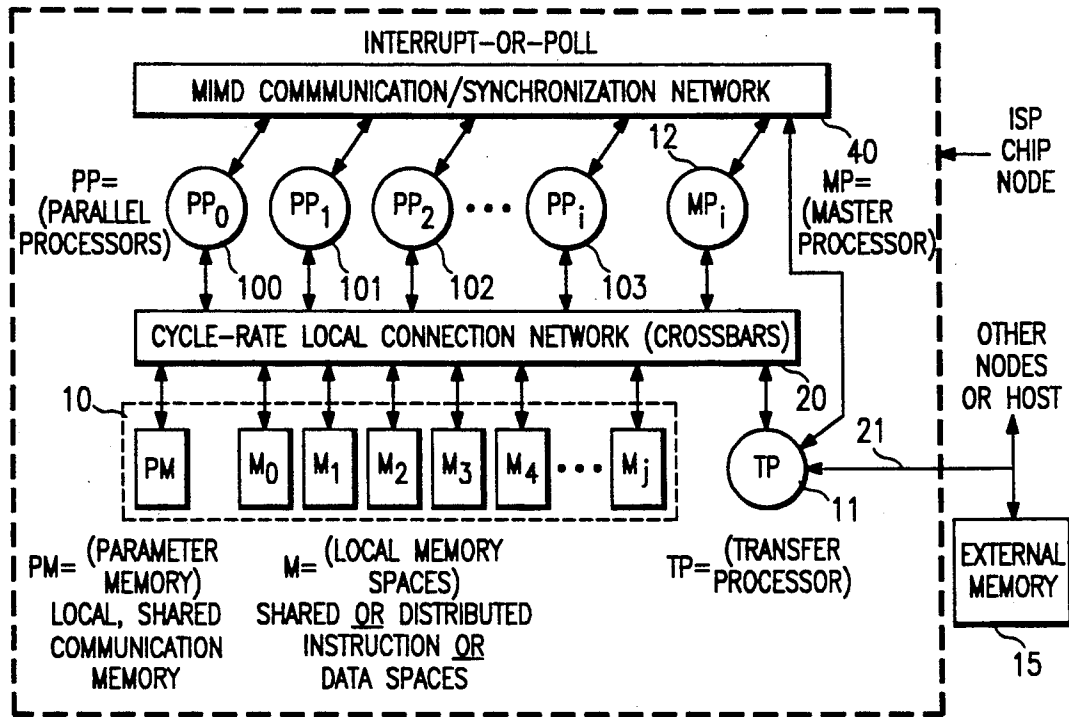 INTERRUPT-OR-POLL
MIMD COMMMUNICATION/SYNCHRONIZATION NETWORK
40
ISP
CHIP
NODE
PP=
(PARALLEL
PROCESSORS)
PP0
100
PP1
101
PP2
102
•••
PPi
103
12
MPi
MP=
(MASTER
PROCESSOR)
CYCLE-RATE LOCAL CONNECTION NETWORK (CROSSBARS)
20
10
PM
M0
M1
M2
M3
M4
•••
Mj
TP
11
21
OTHER
NODES
OR HOST
PM= (PARAMETER
MEMORY)
LOCAL, SHARED
COMMUNICATION
MEMORY
M= (LOCAL MEMORY
SPACES)
SHARED OR DISTRIBUTED
INSTRUCTION OR
DATA SPACES
TP= (TRANSFER
PROCESSOR)
EXTERNAL
MEMORY
15